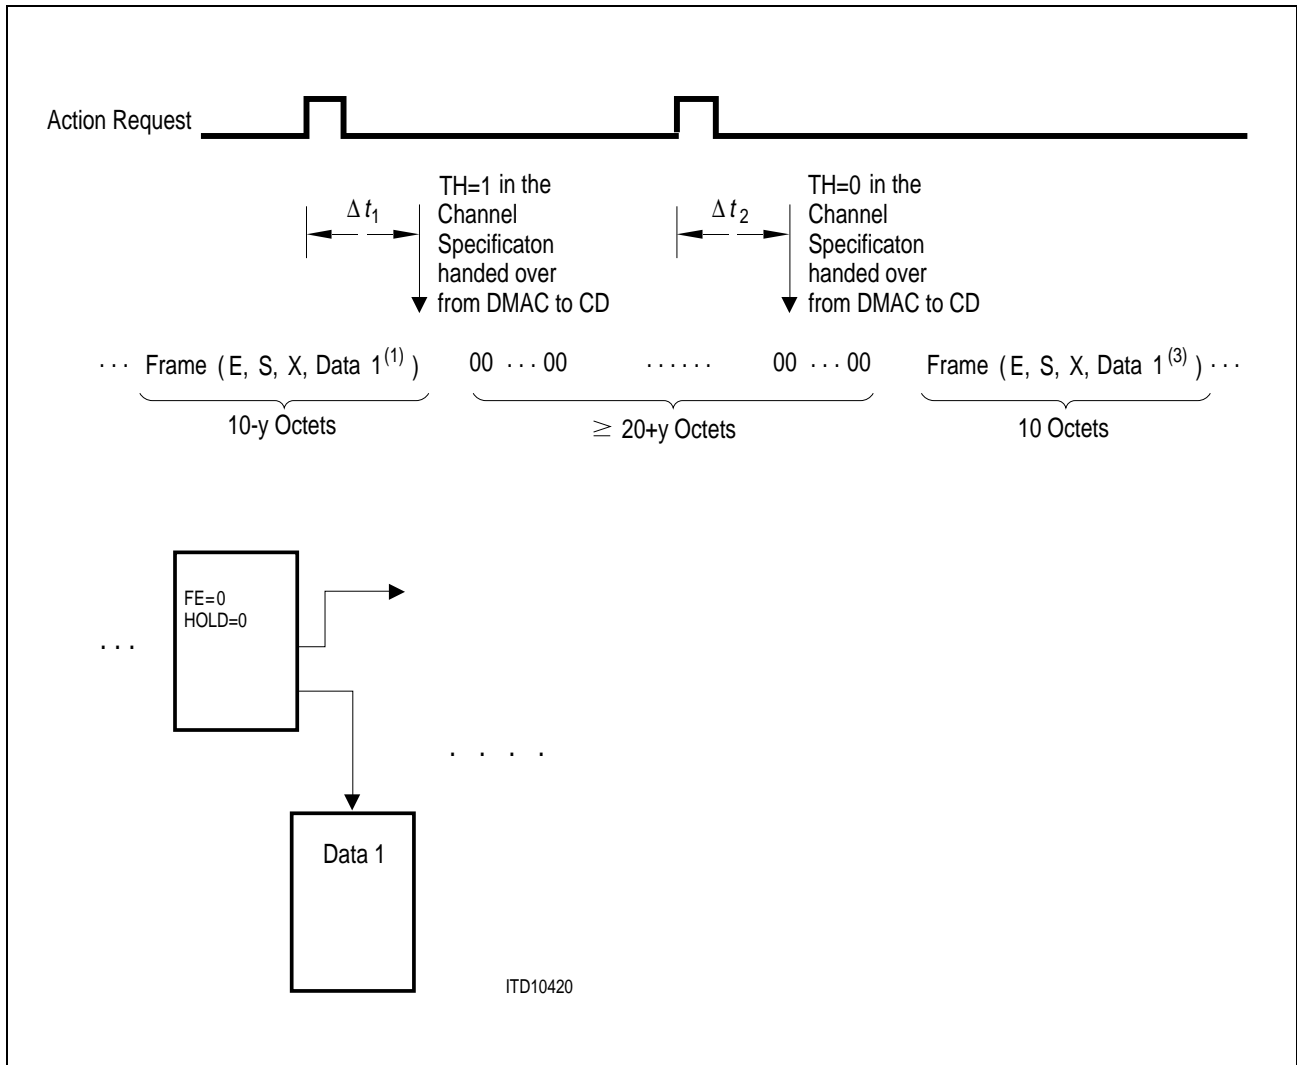 Action Request
Δ t1
TH=1 in the
Channel
Specificaton
handed over
from DMAC to CD
Δ t2
TH=0 in the
Channel
Specificaton
handed over
from DMAC to CD
... Frame (E, S, X, Data 1(1)) 00 ... 00 ...... 00 ... 00 Frame (E, S, X, Data 1(3)) ...
10-y Octets ≥ 20+y Octets 10 Octets
FE=0
HOLD=0
...
. . . .
Data 1
ITD10420